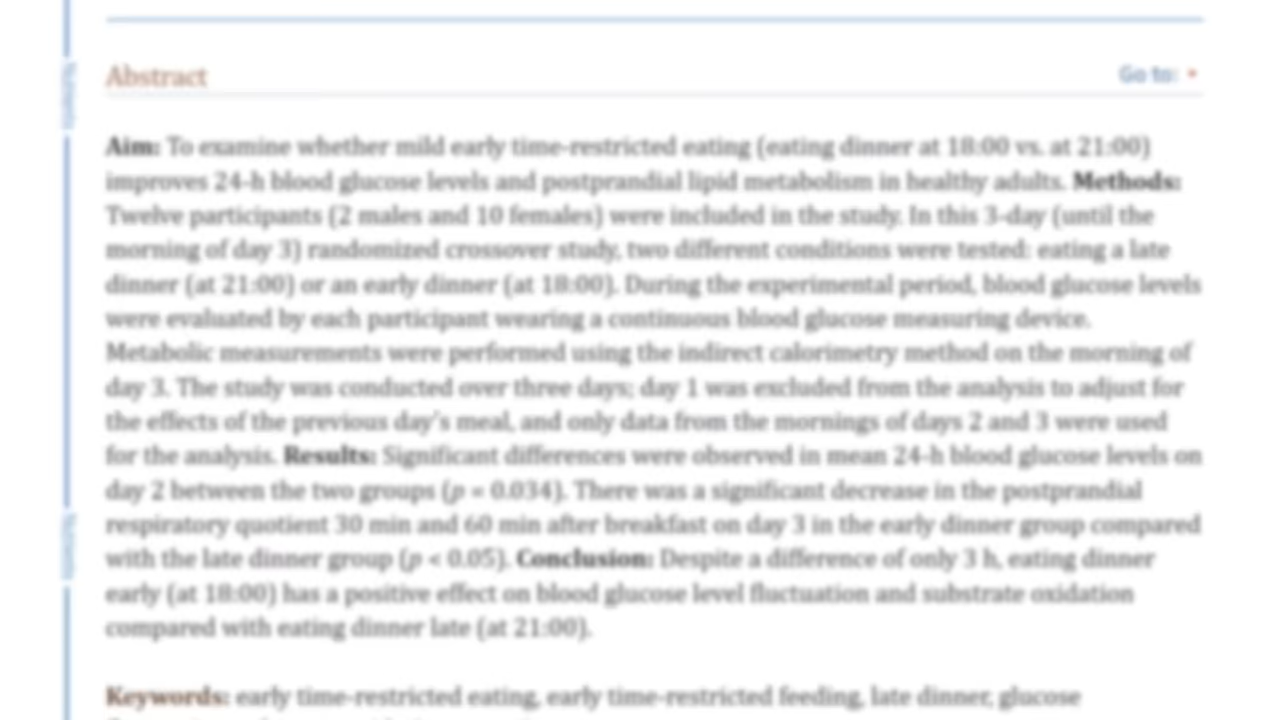 Abstract
Go to:
Aim: To examine whether mild early time-restricted eating (eating dinner at 18:00 vs. at 21:00)
improves 24-h blood glucose levels and postprandial lipid metabolism in healthy adults. Methods:
Twelve participants (2 males and 10 females) were included in the study. In this 3-day (until the
morning of day 3) randomized crossover study, two different conditions were tested: eating a late
dinner (at 21:00) or an early dinner (at 18:00). During the experimental period, blood glucose levels
were evaluated by each participant wearing a continuous blood glucose measuring device.
Metabolic measurements were performed using the indirect calorimetry method on the morning of
day 3. The study was conducted over three days; day 1 was excluded from the analysis to adjust for
the effects of the previous day's meal, and only data from the mornings of days 2 and 3 were used
for the analysis. Results: Significant differences were observed in mean 24-h blood glucose levels on
day 2 between the two groups (p = 0.034). There was a significant decrease in the postprandial
respiratory quotient 30 min and 60 min after breakfast on day 3 in the early dinner group compared
with the late dinner group (p < 0.05). Conclusion: Despite a difference of only 3 h, eating dinner
early (at 18:00) has a positive effect on blood glucose level fluctuation and substrate oxidation
compared with eating dinner late (at 21:00).
Keywords: early time-restricted eating, early time-restricted feeding, late dinner, glucose